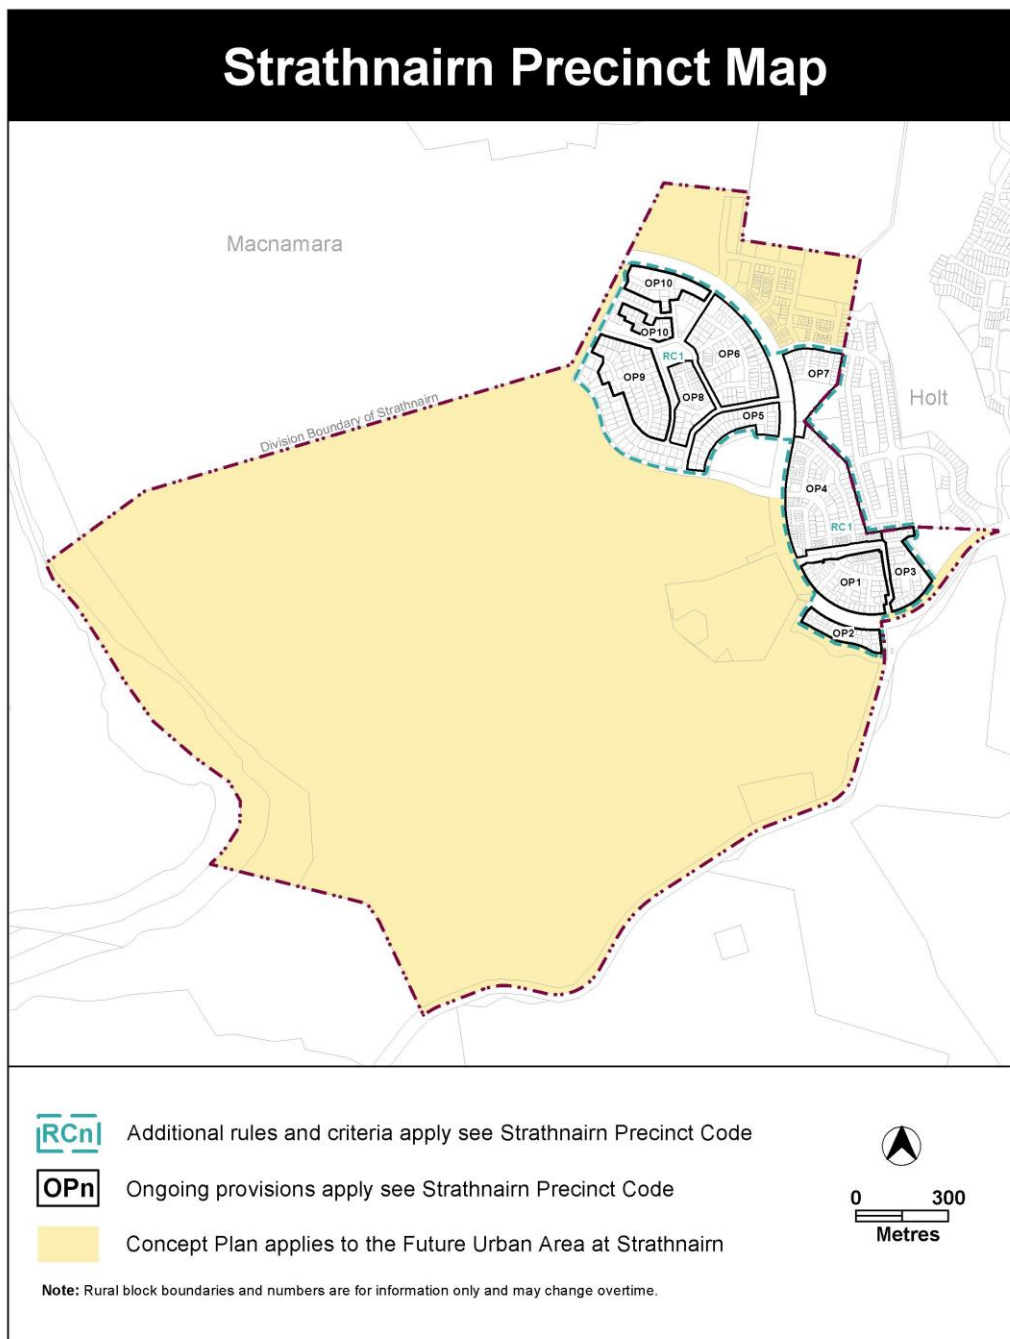 Strathnairn Precinct Map
Macnamara
OP10
OP10
OP6
RC1
OP7
OP9
OP8
Holt
OP5
Division Boundary of Strathnairn
OP4
RC1
OP3
OP1
OP2
RCn Additional rules and criteria apply see Strathnairn Precinct Code
OPn Ongoing provisions apply see Strathnairn Precinct Code
0 300
Metres
Concept Plan applies to the Future Urban Area at Strathnairn
Note: Rural block boundaries and numbers are for information only and may change overtime.